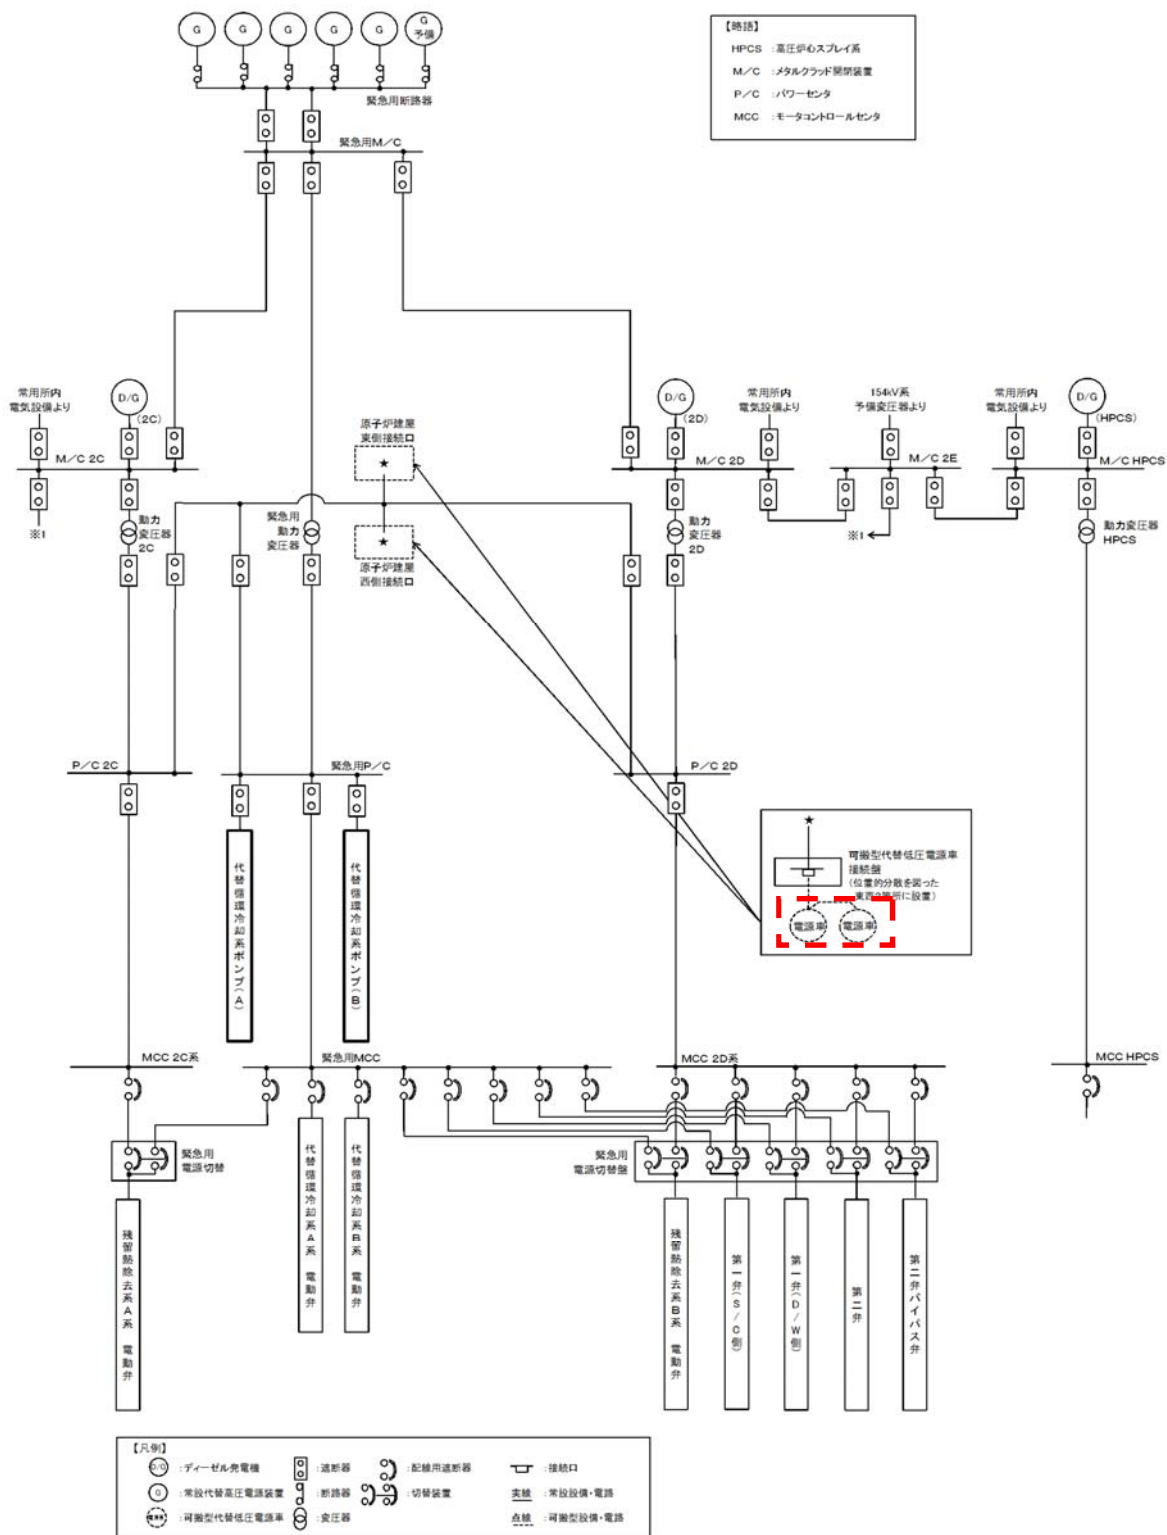 G
G
G
G
G
G
予備
緊急用断路器
緊急用M/C
【略語】
HPCS :高圧炉心スプレイ系
M/C :メタルクラッド開閉装置
P/C :パワーセンタ
MCC :モータコントロールセンタ
常用所内
電気設備より
D/G
(2C)
M/C 2C
※1
動力
変圧器
2C
原子炉建屋
東側接続口
★
★
原子炉建屋
西側接続口
緊急用
動力
変圧器
D/G
(2D)
M/C 2D
動力
変圧器
2D
常用所内
電気設備より
154kV系
予備変圧器より
M/C 2E
※1
常用所内
電気設備より
D/G
(HPCS)
M/C HPCS
動力変圧器
HPCS
P/C 2C
緊急用P/C
P/C 2D
代替循環冷却系ポンプ(A)
代替循環冷却系ポンプ(B)
★
可搬型代替低圧電源車
接続盤
(位置的分散を図った
東西2箇所に設置)
電源車
電源車
MCC 2C系
緊急用MCC
MCC 2D系
MCC HPCS
緊急用
電源切替
緊急用
電源切替盤
残留熱除去系A系 電動弁
代替循環冷却系A系 電動弁
代替循環冷却系B系 電動弁
残留熱除去系B系 電動弁
第一弁(S/C側)
第一弁(D/W側)
第二弁
第二弁バイパス弁
【凡例】
D/G :ディーゼル発電機
:遮断器
:配線用遮断器
:接続口
G :常設代替高圧電源装置
:断路器
:切替装置
実線 :常設設備・電路
電源車 :可搬型代替低圧電源車
:変圧器
点線 :可搬型設備・電路